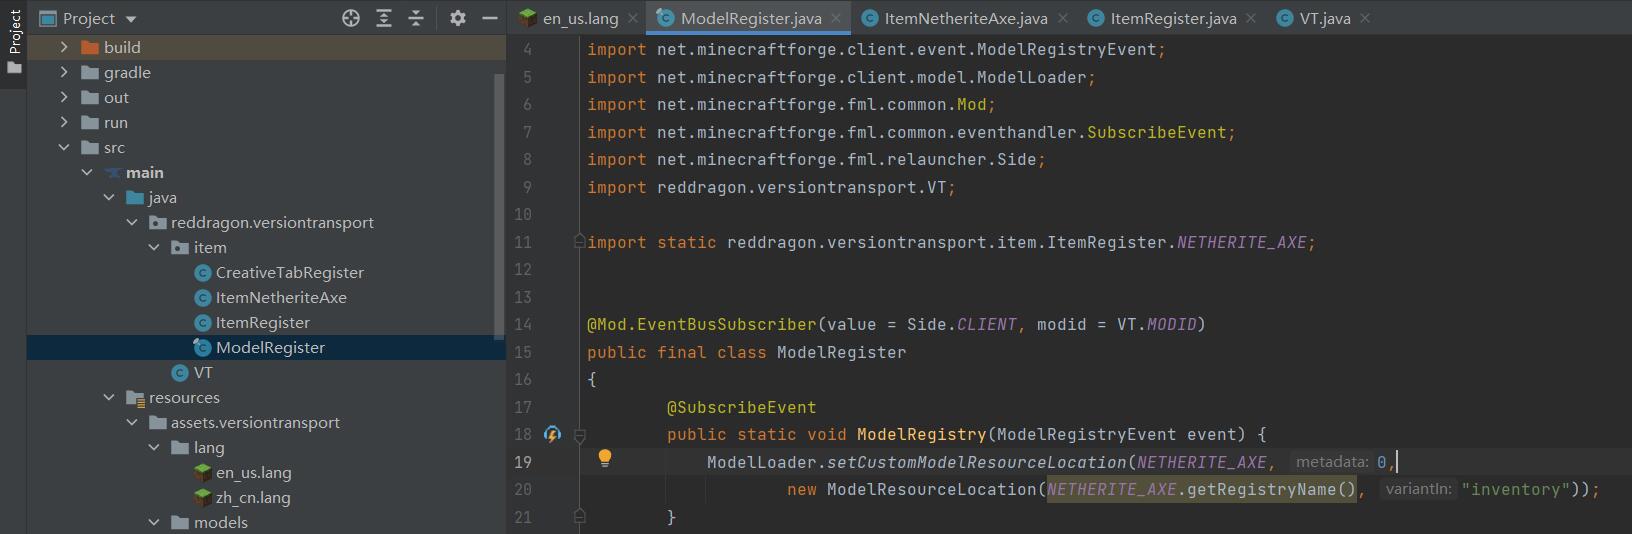 Project
Project
build
gradle
out
run
src
main
java
reddragon.versiontransport
item
CreativeTabRegister
ItemNetheriteAxe
ItemRegister
ModelRegister
VT
resources
assets.versiontransport
lang
en_us.lang
zh_cn.lang
models
en_us.lang ModelRegister.java ItemNetheriteAxe.java ItemRegister.java VT.java
4 import net.minecraftforge.client.event.ModelRegistryEvent;
5 import net.minecraftforge.client.model.ModelLoader;
6 import net.minecraftforge.fml.common.Mod;
7 import net.minecraftforge.fml.common.eventhandler.SubscribeEvent;
8 import net.minecraftforge.fml.relauncher.Side;
9 import reddragon.versiontransport.VT;
10
11 import static reddragon.versiontransport.item.ItemRegister.NETHERITE_AXE;
12
13
14 @Mod.EventBusSubscriber(value = Side.CLIENT, modid = VT.MODID)
15 public final class ModelRegister
16 {
17 @SubscribeEvent
18 public static void ModelRegistry(ModelRegistryEvent event) {
19 ModelLoader.setCustomModelResourceLocation(NETHERITE_AXE, metadata: 0,
20 new ModelResourceLocation(NETHERITE_AXE.getRegistryName(), variantIn: "inventory"));
21 }